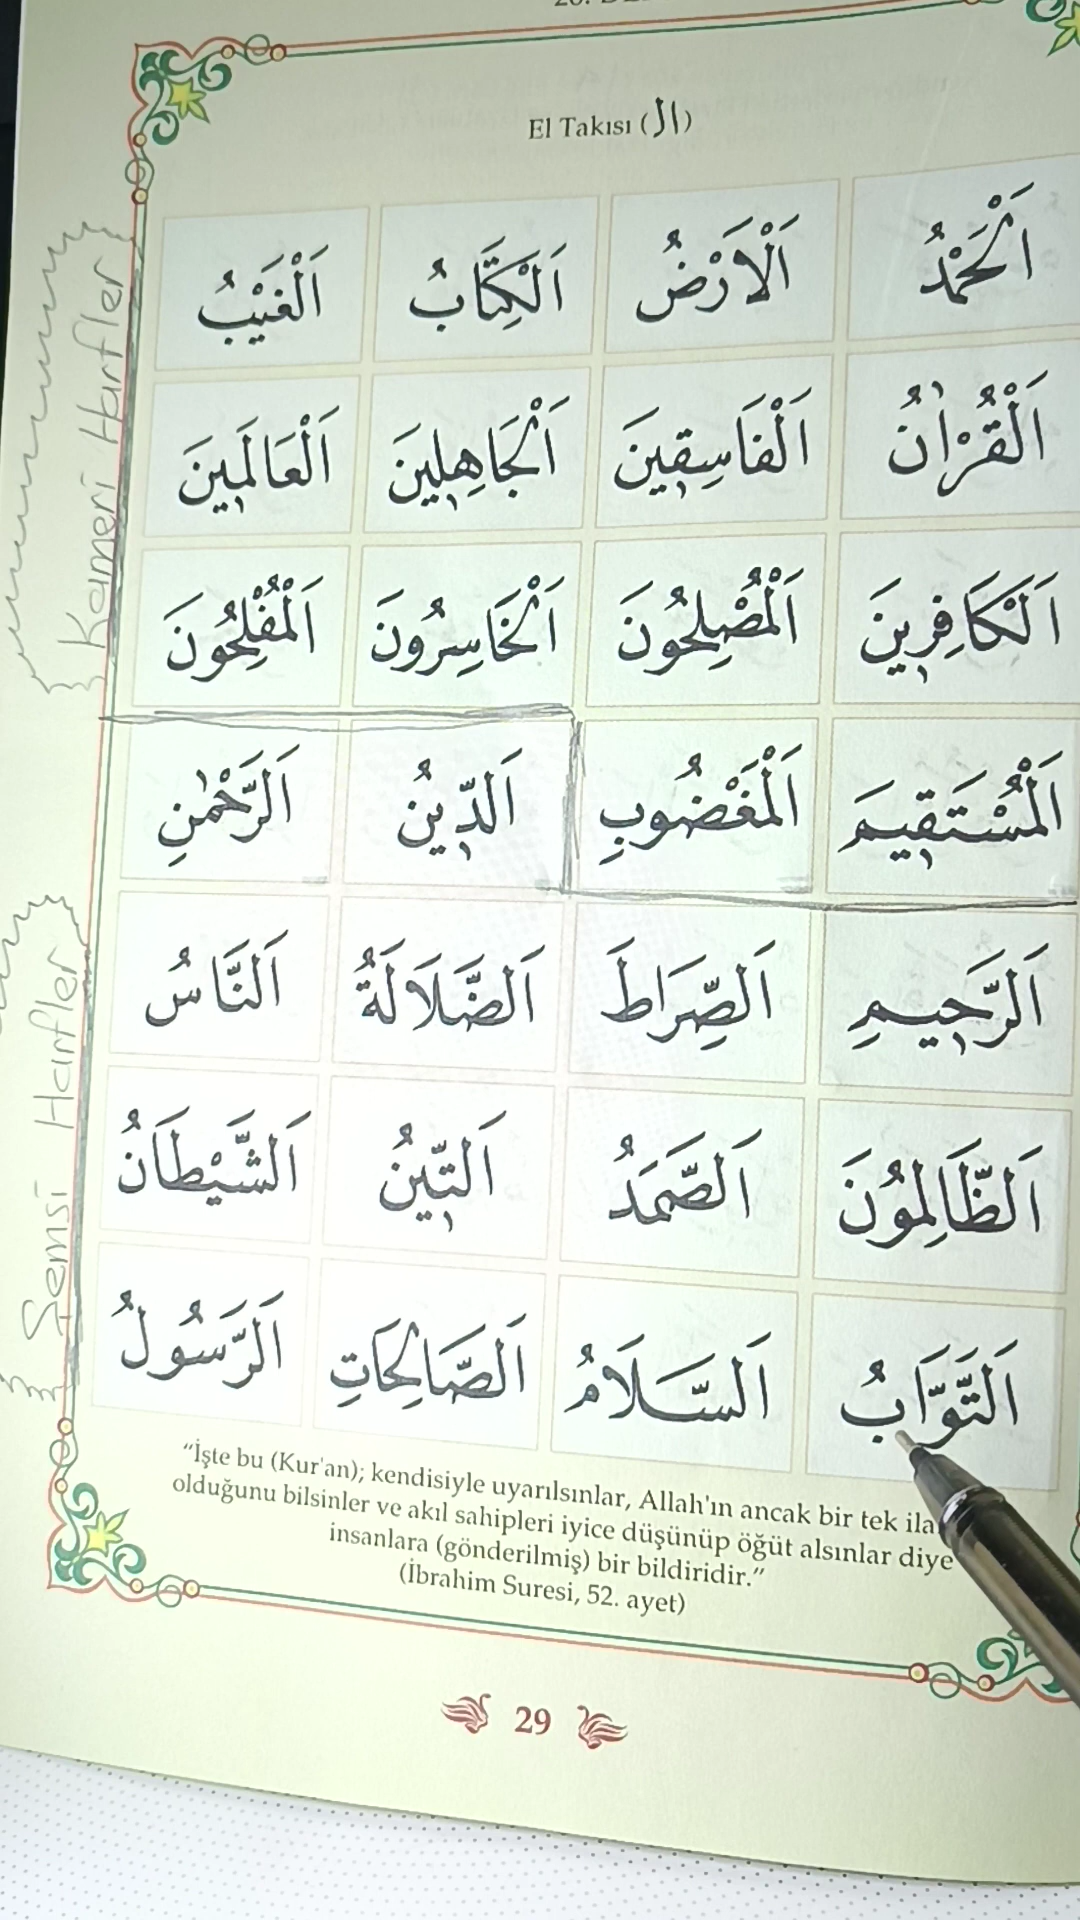 El Takısı (ال)
اَلْحَمْدُ اَلْاَرْضُ اَلْكِتَّابُ اَلْغَيْبُ
اَلْقُرْاٰنُ اَلْفَاسِقٖينَ اَلْجَاهِلٖينَ اَلْعَالَمٖينَ
اَلْكَافِرٖينَ اَلْمُصْلِحُونَ اَلْخَاسِرُونَ اَلْمُفْلِحُونَ
اَلْمُسْتَقٖيمَ اَلْمَغْضُوبِ اَلدّٖينُ اَلرَّحْمٰنِ
اَلرَّحٖيمِ اَلصِّرَاطَ اَلضَّلَالَةُ اَلنَّاسُ
اَلظَّالِمُونَ اَلصَّمَدُ اَلتّٖينُ اَلشَّيْطَانُ
اَلتَّوَّابُ اَلسَّلَامُ اَلصَّالِحَاتِ اَلرَّسُولُ
Kameri Harfler
Şemsi Harfler
“İşte bu (Kur'an); kendisiyle uyarılsınlar, Allah'ın ancak bir tek
olduğunu bilsinler ve akıl sahipleri iyice düşünüp öğüt alsınlar diye
insanlara (gönderilmiş) bir bildiridir.”
(İbrahim Suresi, 52. ayet)
29